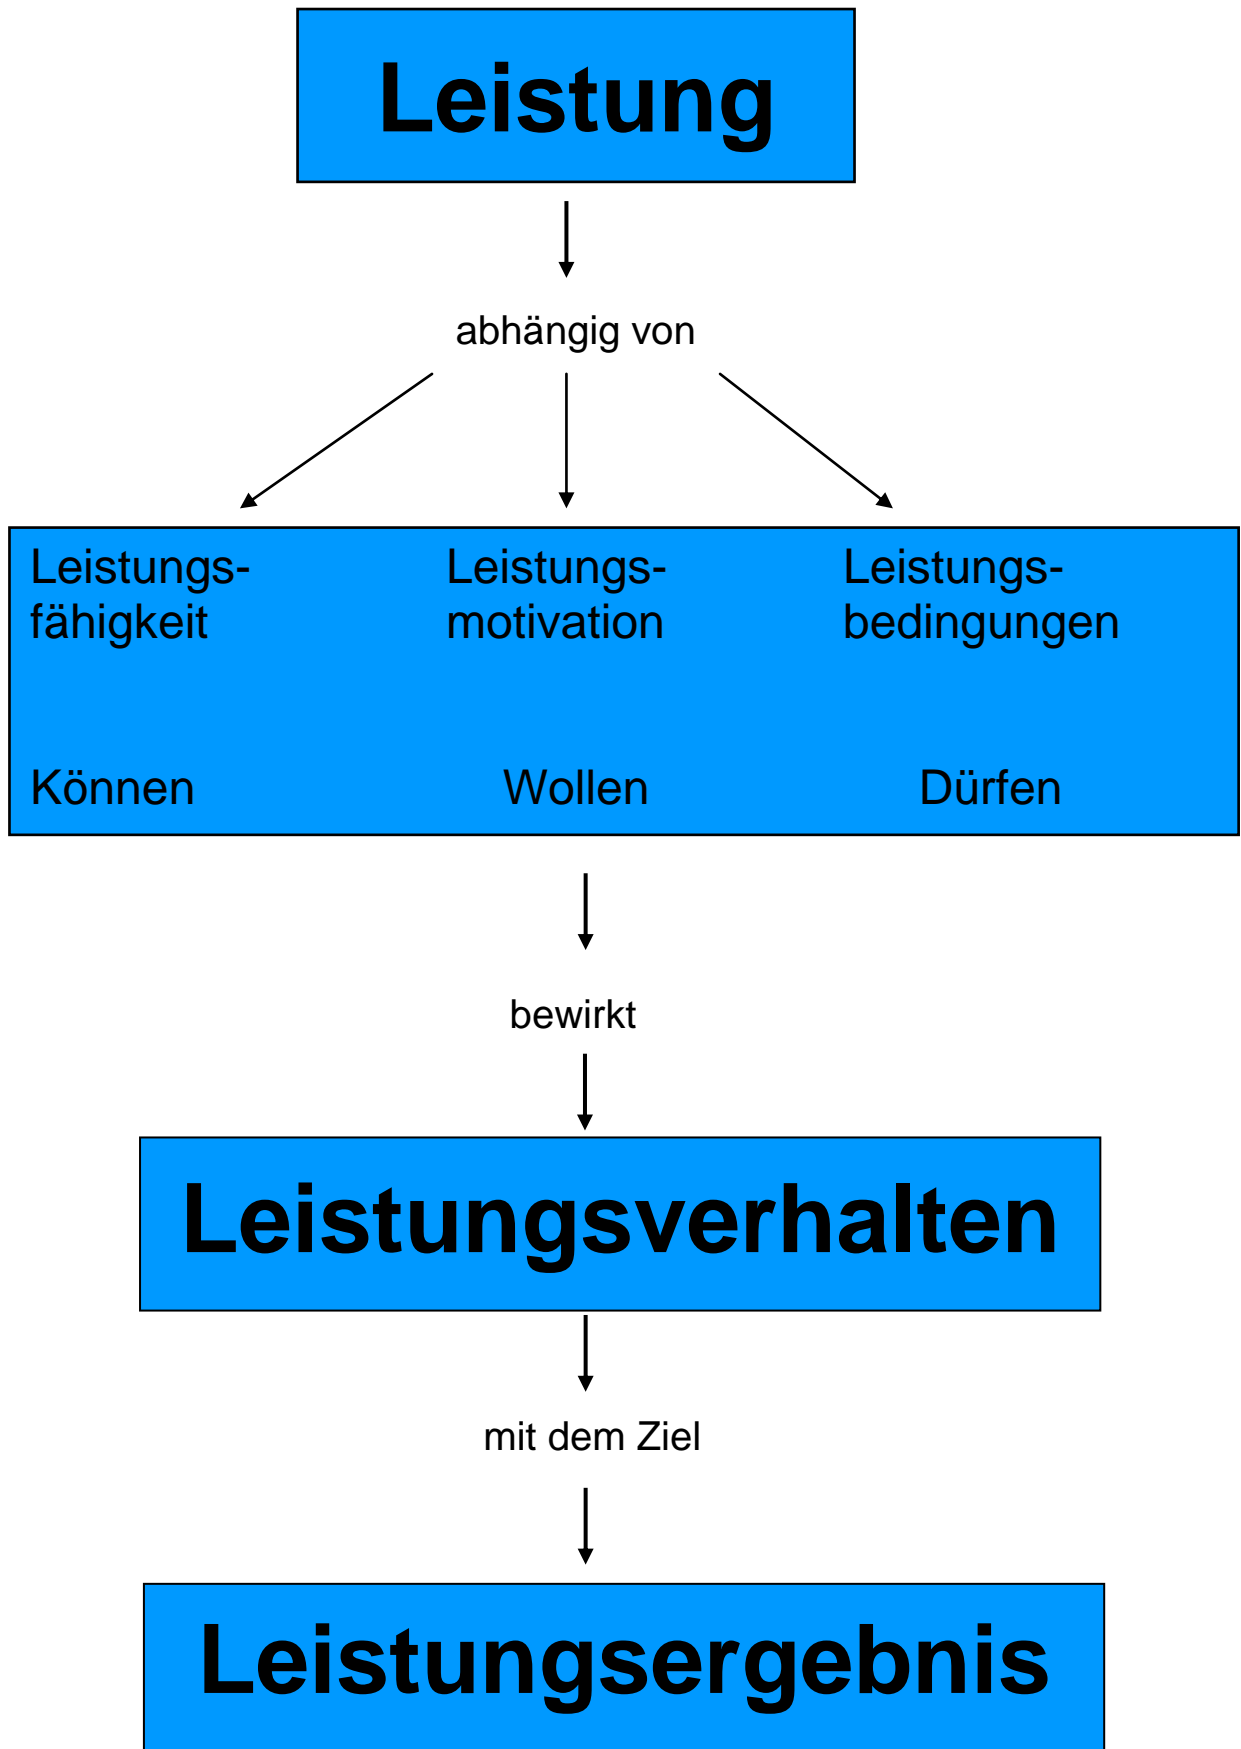 Leistung
abhängig von
Leistungs-
fähigkeit
Leistungs-
motivation
Leistungs-
bedingungen
Können
Wollen
Dürfen
bewirkt
Leistungsverhalten
mit dem Ziel
Leistungsergebnis